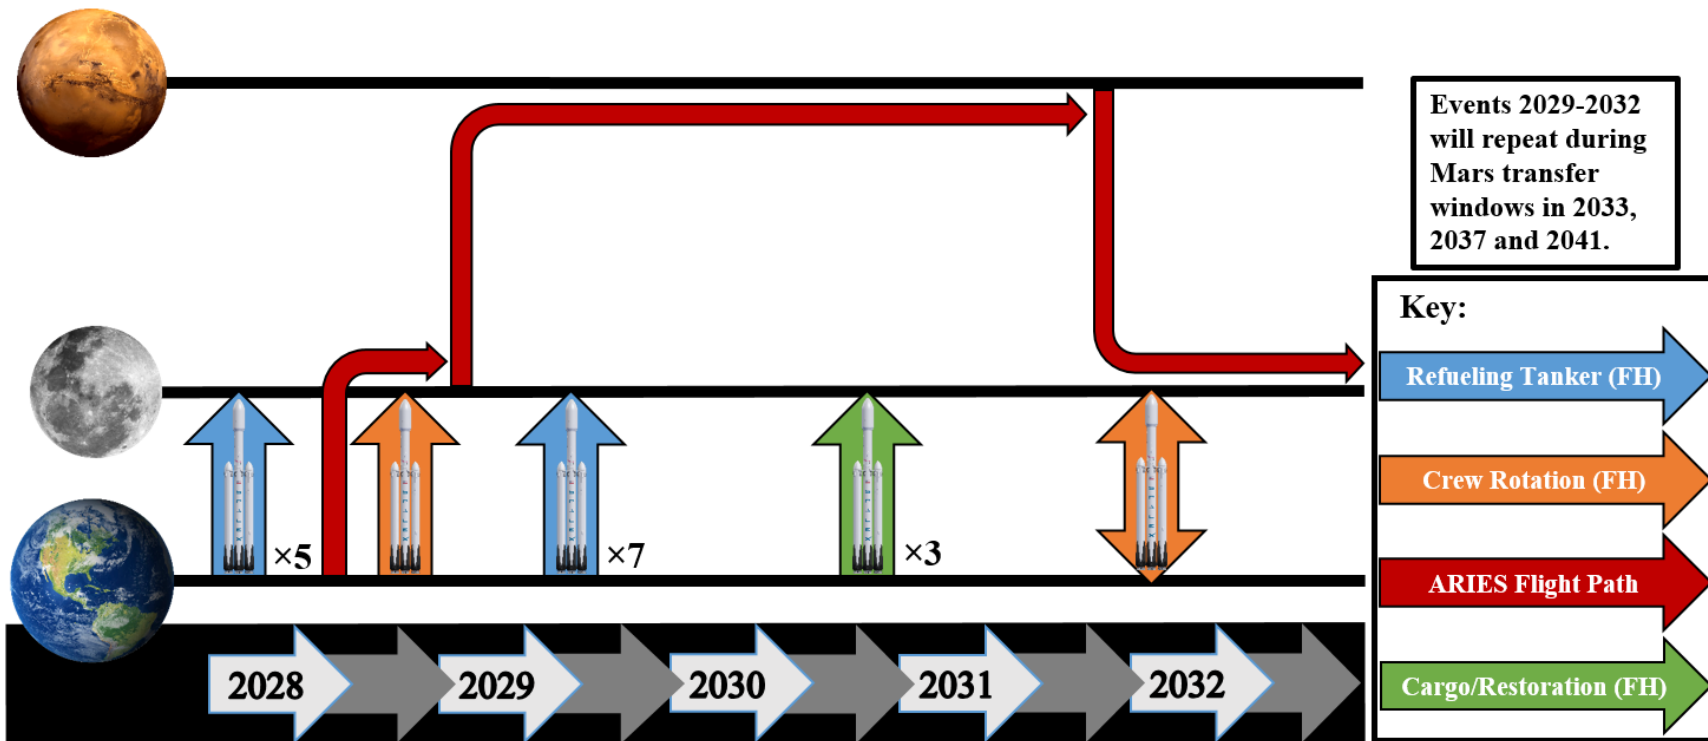 Events 2029-2032
will repeat during
Mars transfer
windows in 2033,
2037 and 2041.
Key:
Refueling Tanker (FH)
Crew Rotation (FH)
ARIES Flight Path
Cargo/Restoration (FH)
×5
×7
×3
2028
2029
2030
2031
2032